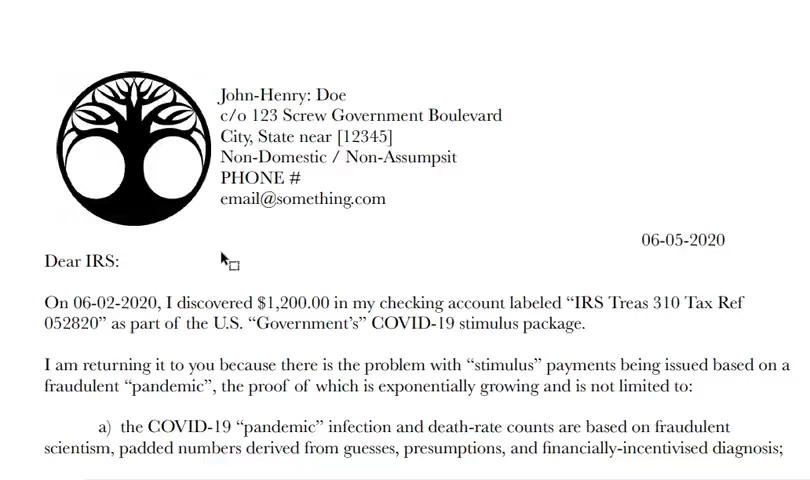 John-Henry: Doe
c/o 123 Screw Government Boulevard
City, State near [12345]
Non-Domestic / Non-Assumpsit
PHONE #
email@something.com
06-05-2020
Dear IRS:
On 06-02-2020, I discovered $1,200.00 in my checking account labeled “IRS Treas 310 Tax Ref
052820” as part of the U.S. “Government’s” COVID-19 stimulus package.
I am returning it to you because there is the problem with “stimulus” payments being issued based on a
fraudulent “pandemic”, the proof of which is exponentially growing and is not limited to:
a) the COVID-19 “pandemic” infection and death-rate counts are based on fraudulent
scientism, padded numbers derived from guesses, presumptions, and financially-incentivised diagnosis;